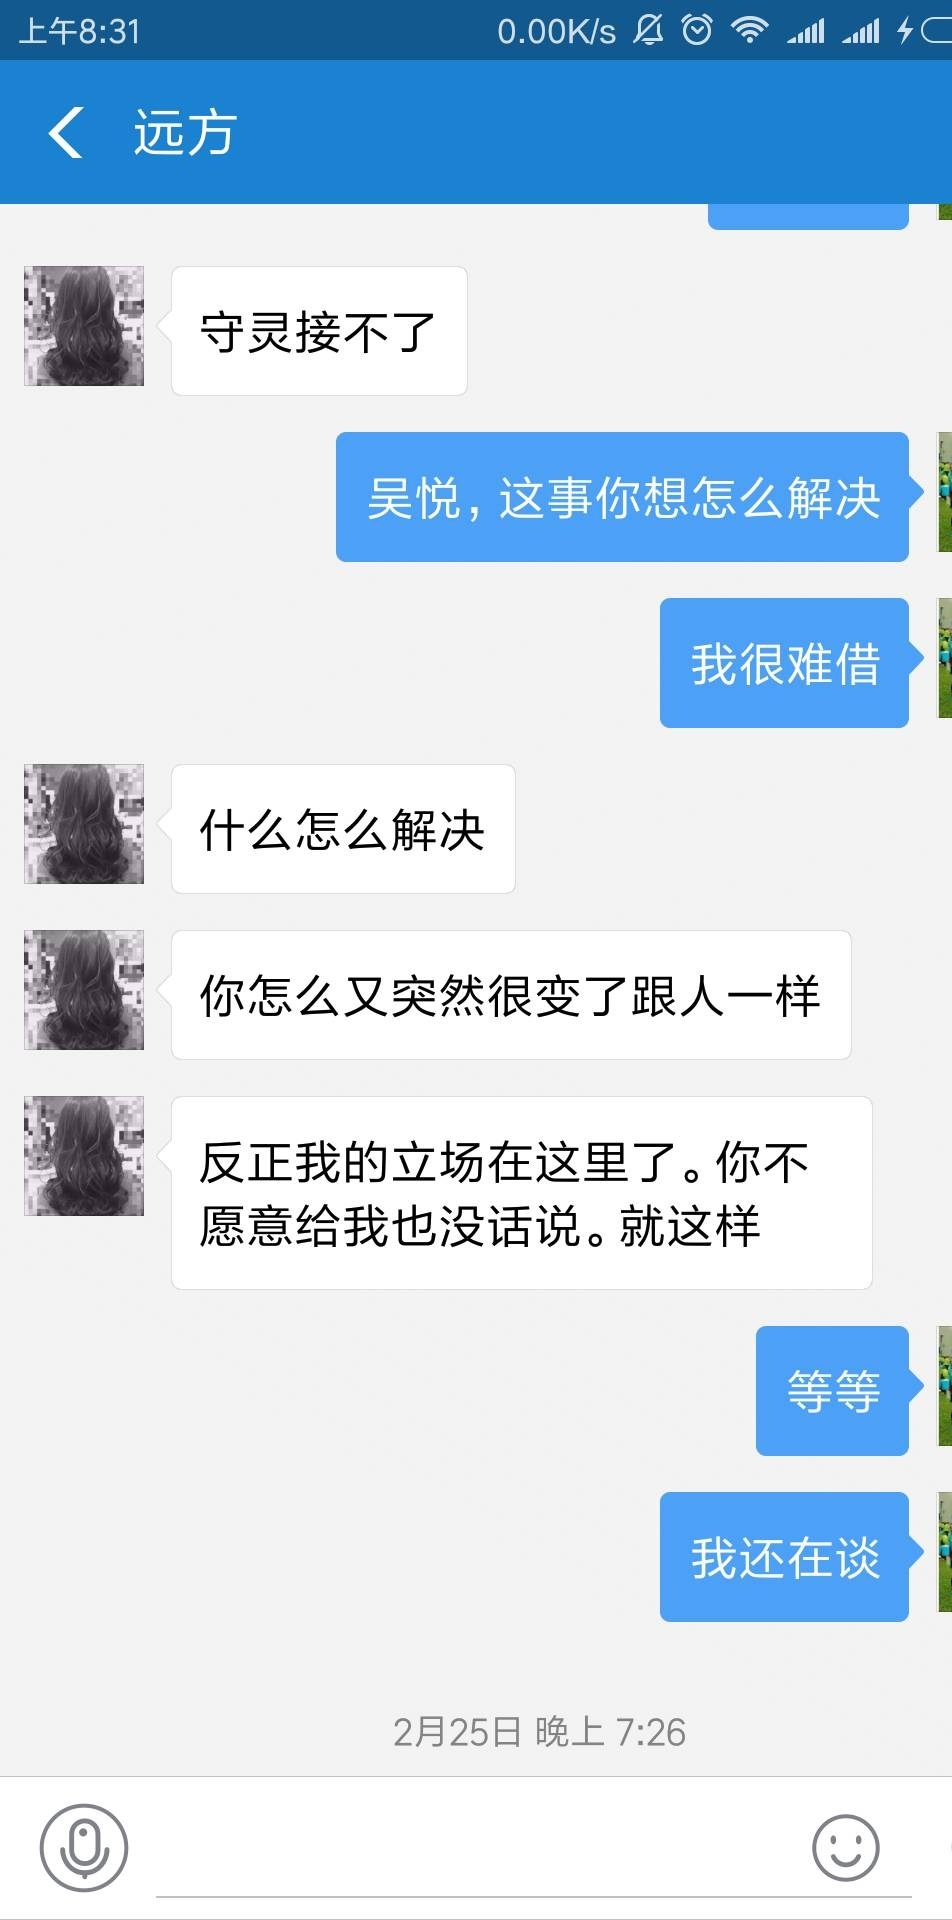 上午8:31 0.00K/s
远方
守灵接不了
吴悦，这事你想怎么解决
我很难借
什么怎么解决
你怎么又突然很变了跟人一样
反正我的立场在这里了。你不
愿意给我也没话说。就这样
等等
我还在谈
2月25日 晚上 7:26